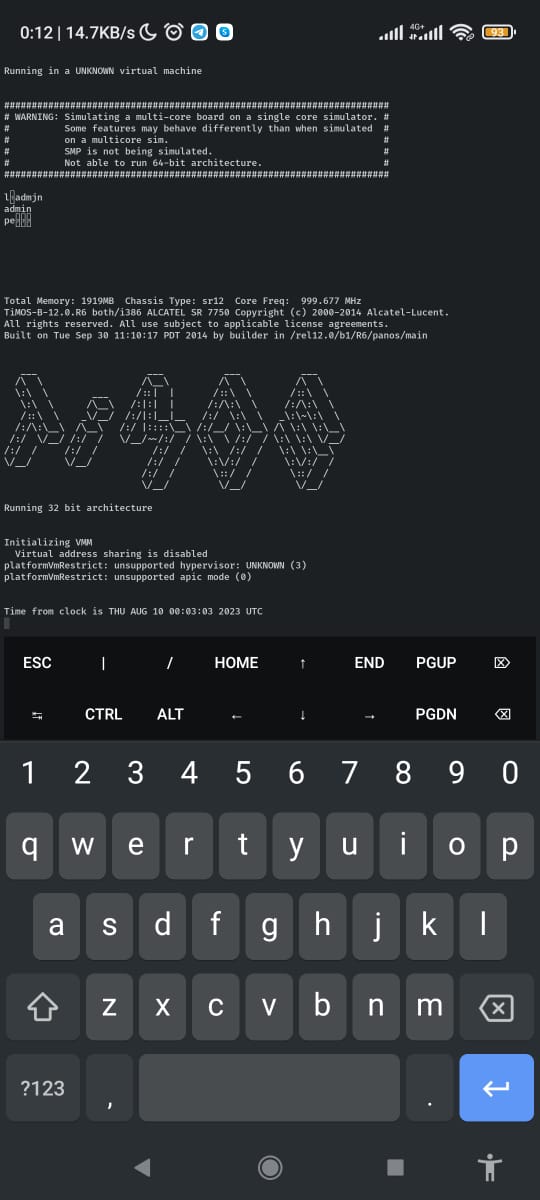 0:12 | 14.7KB/s 4G+ 93
Running in a UNKNOWN virtual machine
######################################################################
# WARNING: Simulating a multi-core board on a single core simulator. #
#          Some features may behave differently than when simulated  #
#          on a multicore sim.                                       #
#          SMP is not being simulated.                               #
#          Not able to run 64-bit architecture.                      #
######################################################################
admjn
admin
pe
Total Memory: 1919MB  Chassis Type: sr12  Core Freq:  999.677 MHz
TiMOS-B-12.0.R6 both/i386 ALCATEL SR 7750 Copyright (c) 2000-2014 Alcatel-Lucent.
All rights reserved. All use subject to applicable license agreements.
Built on Tue Sep 30 11:10:17 PDT 2014 by builder in /rel12.0/b1/R6/panos/main
Running 32 bit architecture
Initializing VMM
  Virtual address sharing is disabled
platformVmRestrict: unsupported hypervisor: UNKNOWN (3)
platformVmRestrict: unsupported apic mode (0)
Time from clock is THU AUG 10 00:03:03 2023 UTC
ESC | / HOME ↑ END PGUP ⌦
↹ CTRL ALT ← ↓ → PGDN ⌫
1 2 3 4 5 6 7 8 9 0
q w e r t y u i o p
a s d f g h j k l
z x c v b n m
?123 , .